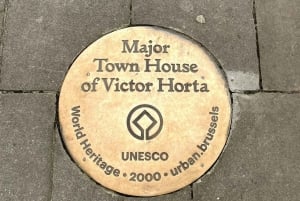 Major
Town House
of Victor Horta
UNESCO
World Heritage • 2000 • urban.brussels